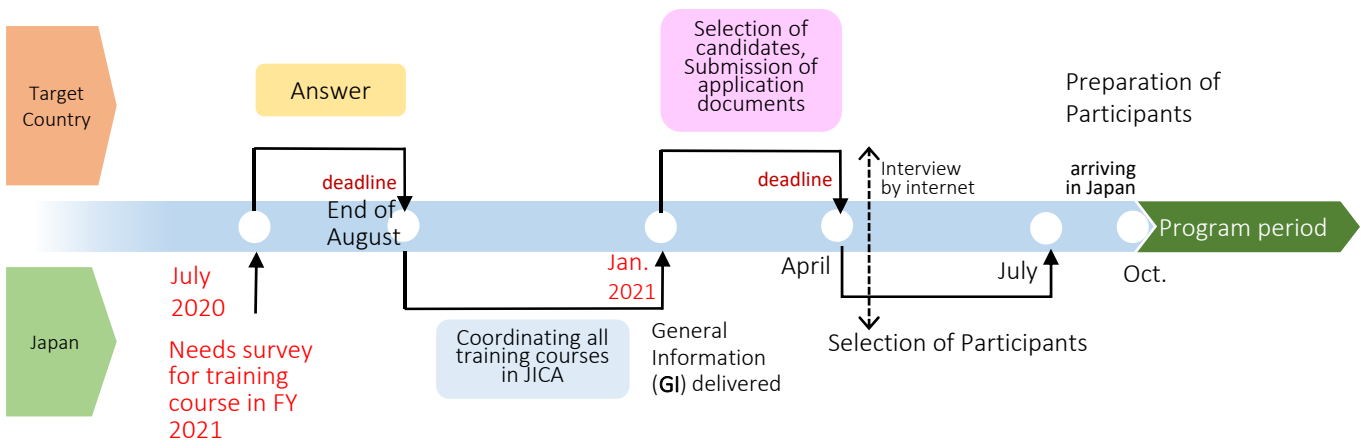 Target
Country
Answer
Selection of
candidates,
Submission of
application
documents
Preparation of
Participants
deadline
deadline
Interview
by internet
arriving
in Japan
End of
August
Program period
July
2020
Jan.
2021
April
July
Oct.
Japan
Needs survey
for training
course in FY
2021
Coordinating all
training courses
in JICA
General
Information
(GI) delivered
Selection of Participants